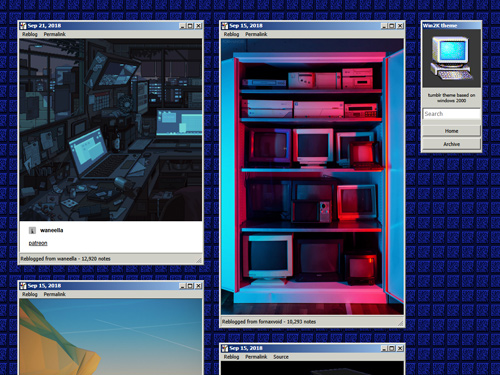 Sep 21, 2018
Reblog Permalink
waneella
patreon
Reblogged from waneella - 12,920 notes
Sep 15, 2018
Reblog Permalink
Sep 15, 2018
Reblog Permalink
Reblogged from fornaxvoid - 10,293 notes
Sep 15, 2018
Reblog Permalink Source
Win2K theme
tumblr theme based on
windows 2000
Search
Home
Archive